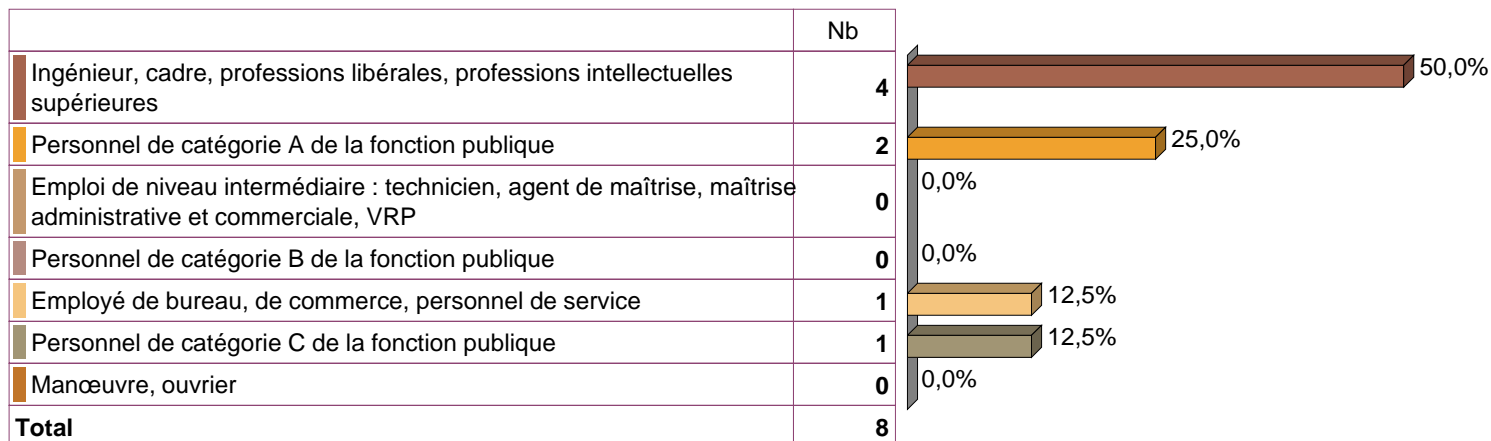 Nb
Ingénieur, cadre, professions libérales, professions intellectuelles
supérieures
4
50,0%
Personnel de catégorie A de la fonction publique
2
25,0%
Emploi de niveau intermédiaire : technicien, agent de maîtrise, maîtrise
administrative et commerciale, VRP
0
0,0%
Personnel de catégorie B de la fonction publique
0
0,0%
Employé de bureau, de commerce, personnel de service
1
12,5%
Personnel de catégorie C de la fonction publique
1
12,5%
Manœuvre, ouvrier
0
0,0%
Total
8